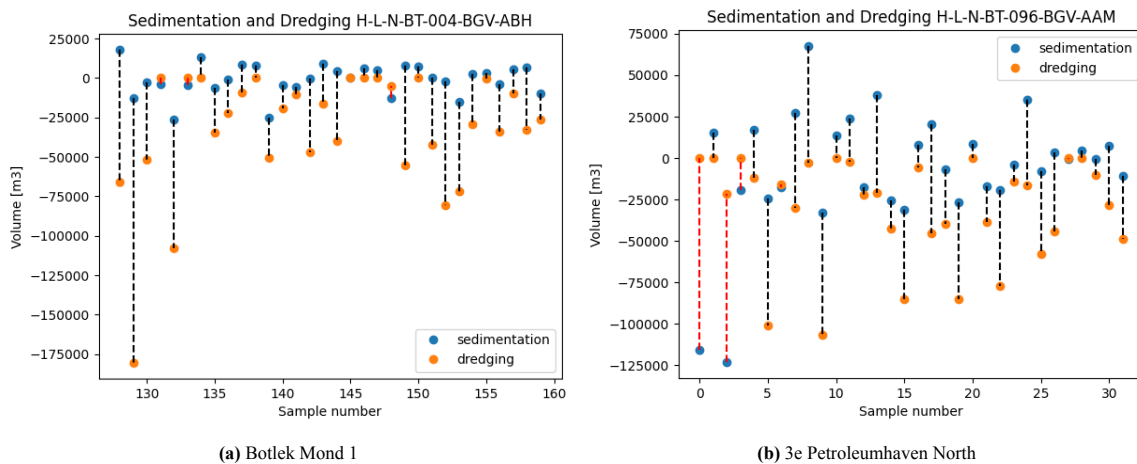 Sedimentation and Dredging H-L-N-BT-004-BGV-ABH
25000
0
−25000
−50000
−75000
−100000
−125000
−150000
−175000
Volume [m3]
sedimentation
dredging
130 135 140 145 150 155 160
Sample number
(a) Botlek Mond 1
Sedimentation and Dredging H-L-N-BT-096-BGV-AAM
75000
50000
25000
0
−25000
−50000
−75000
−100000
−125000
Volume [m3]
sedimentation
dredging
0 5 10 15 20 25 30
Sample number
(b) 3e Petroleumhaven North